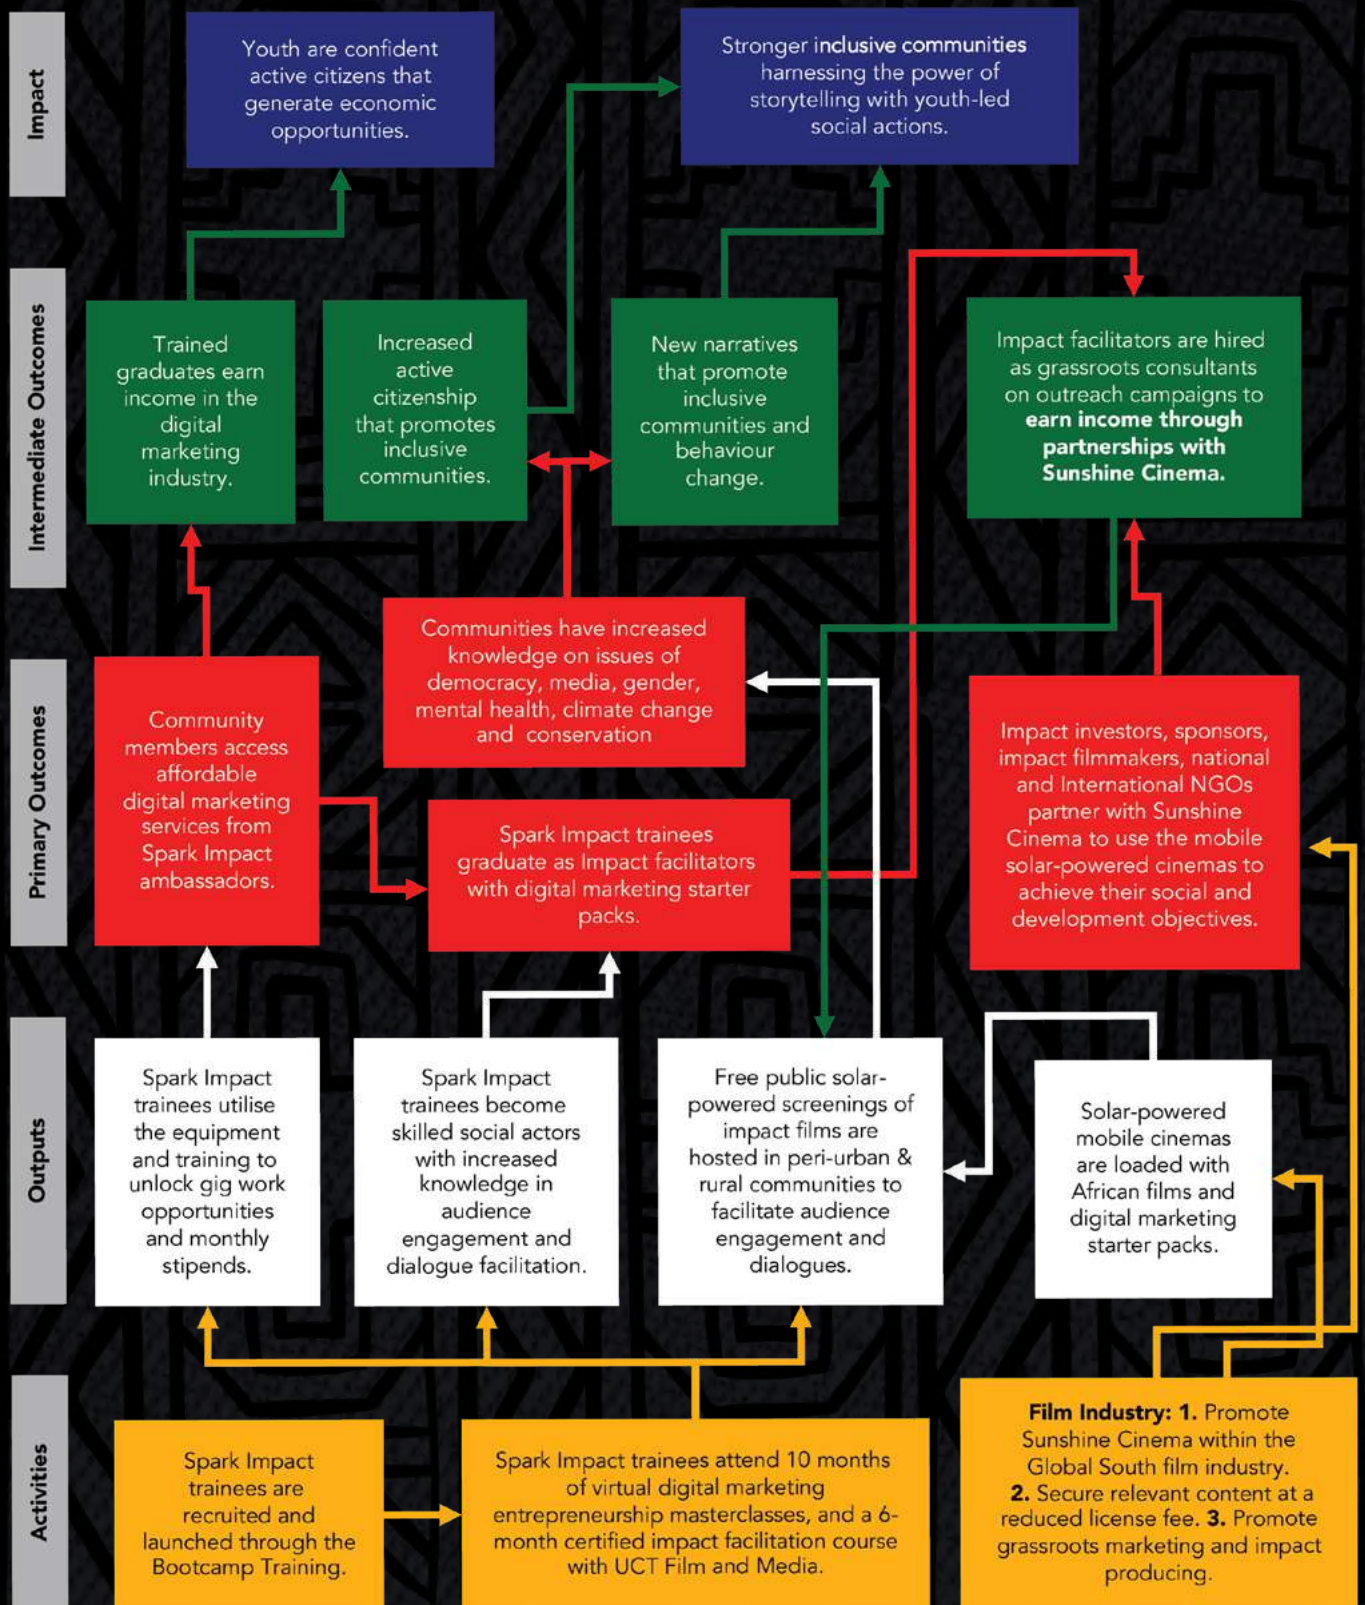 Impact
Youth are confident
active citizens that
generate economic
opportunities.
Stronger inclusive communities
harnessing the power of
storytelling with youth-led
social actions.
Intermediate Outcomes
Trained
graduates earn
income in the
digital
marketing
industry.
Increased
active
citizenship
that promotes
inclusive
communities.
New narratives
that promote
inclusive
communities and
behaviour
change.
Impact facilitators are hired
as grassroots consultants
on outreach campaigns to
earn income through
partnerships with
Sunshine Cinema.
Primary Outcomes
Community
members access
affordable
digital marketing
services from
Spark Impact
ambassadors.
Communities have increased
knowledge on issues of
democracy, media, gender,
mental health, climate change
and conservation
Spark Impact trainees
graduate as Impact facilitators
with digital marketing starter
packs.
Impact investors, sponsors,
impact filmmakers, national
and International NGOs
partner with Sunshine
Cinema to use the mobile
solar-powered cinemas to
achieve their social and
development objectives.
Outputs
Spark Impact
trainees utilise
the equipment
and training to
unlock gig work
opportunities
and monthly
stipends.
Spark Impact
trainees become
skilled social actors
with increased
knowledge in
audience
engagement and
dialogue facilitation.
Free public solar-
powered screenings of
impact films are
hosted in peri-urban &
rural communities to
facilitate audience
engagement and
dialogues.
Solar-powered
mobile cinemas
are loaded with
African films and
digital marketing
starter packs.
Activities
Spark Impact
trainees are
recruited and
launched through the
Bootcamp Training.
Spark Impact trainees attend 10 months
of virtual digital marketing
entrepreneurship masterclasses, and a 6-
month certified impact facilitation course
with UCT Film and Media.
Film Industry: 1. Promote
Sunshine Cinema within the
Global South film industry.
2. Secure relevant content at a
reduced license fee. 3. Promote
grassroots marketing and impact
producing.